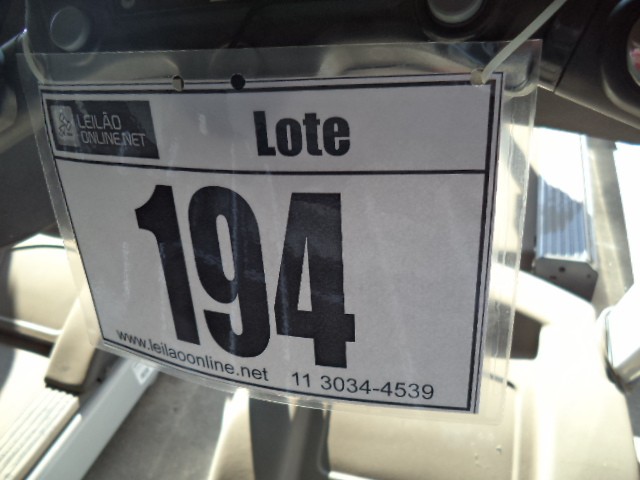 LEILÃO
ONLINE.NET
Lote
194
www.leilaoonline.net 11 3034-4539